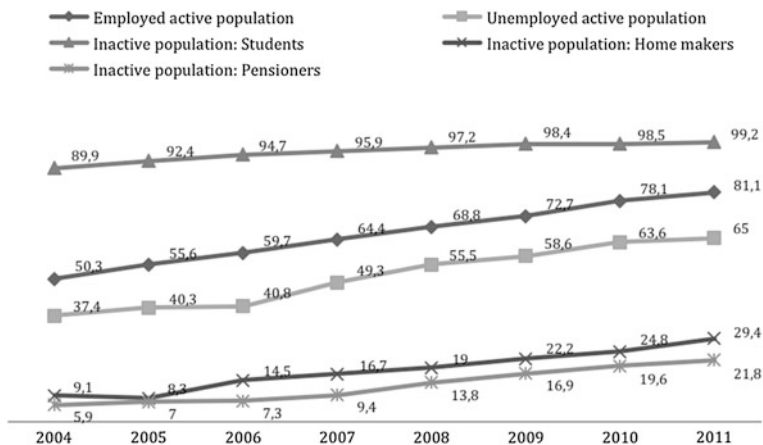 Employed active population
Unemployed active population
Inactive population: Students
Inactive population: Home makers
Inactive population: Pensioners
89,9 92,4 94,7 95,9 97,2 98,4 98,5 99,2
50,3 55,6 59,7 64,4 68,8 72,7 78,1 81,1
37,4 40,3 40,8 49,3 55,5 58,6 63,6 65
9,1 8,3 14,5 16,7 19 22,2 24,8 29,4
5,9 7 7,3 9,4 13,8 16,9 19,6 21,8
2004 2005 2006 2007 2008 2009 2010 2011